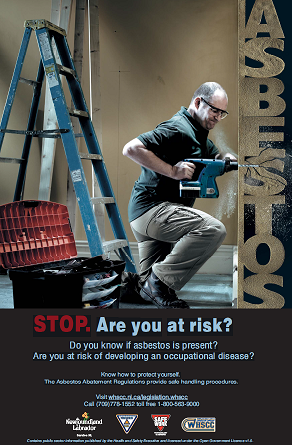 ASBESTOS
STOP. Are you at risk?
Do you know if asbestos is present?
Are you at risk of developing an occupational disease?
Know how to protect yourself.
The Asbestos Abatement Regulations provide safe handling procedures.
Visit whscc.nl.ca/legislation.whscc
Call (709)778-1552 toll free 1-800-563-9000
Newfoundland
Labrador
Service NL
SAFE
WORK
WHSCC
Contains public sector information published by the Health and Safety Executive and licensed under the Open Government Licence v1.0.